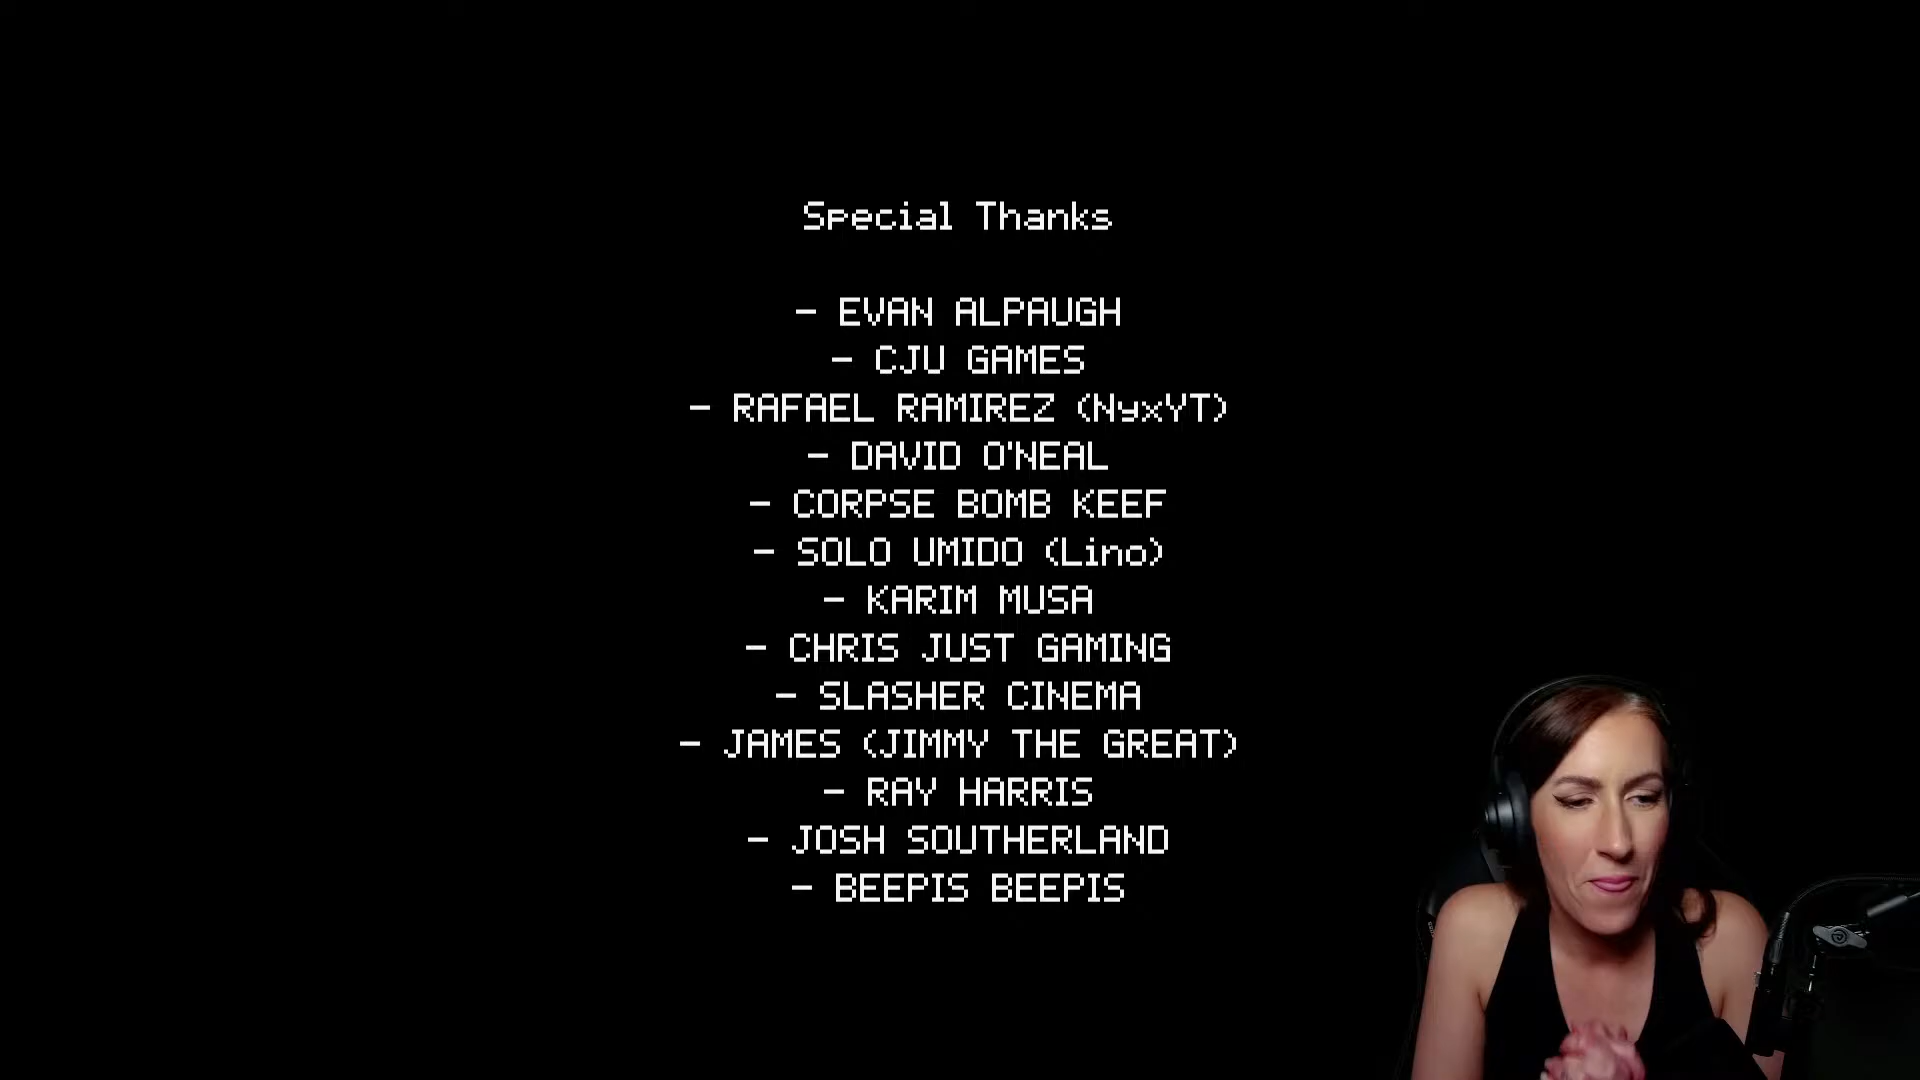 Special Thanks
- EVAN ALPAUGH
- CJU GAMES
- RAFAEL RAMIREZ (NyxYT)
- DAVID O'NEAL
- CORPSE BOMB KEEF
- SOLO UMIDO (Lino)
- KARIM MUSA
- CHRIS JUST GAMING
- SLASHER CINEMA
- JAMES (JIMMY THE GREAT)
- RAY HARRIS
- JOSH SOUTHERLAND
- BEEPIS BEEPIS